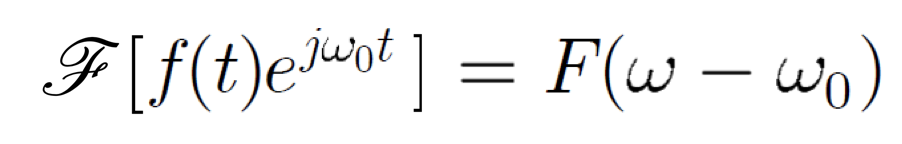 ℱ[f(t)e^{jω₀t}] = F(ω − ω₀)